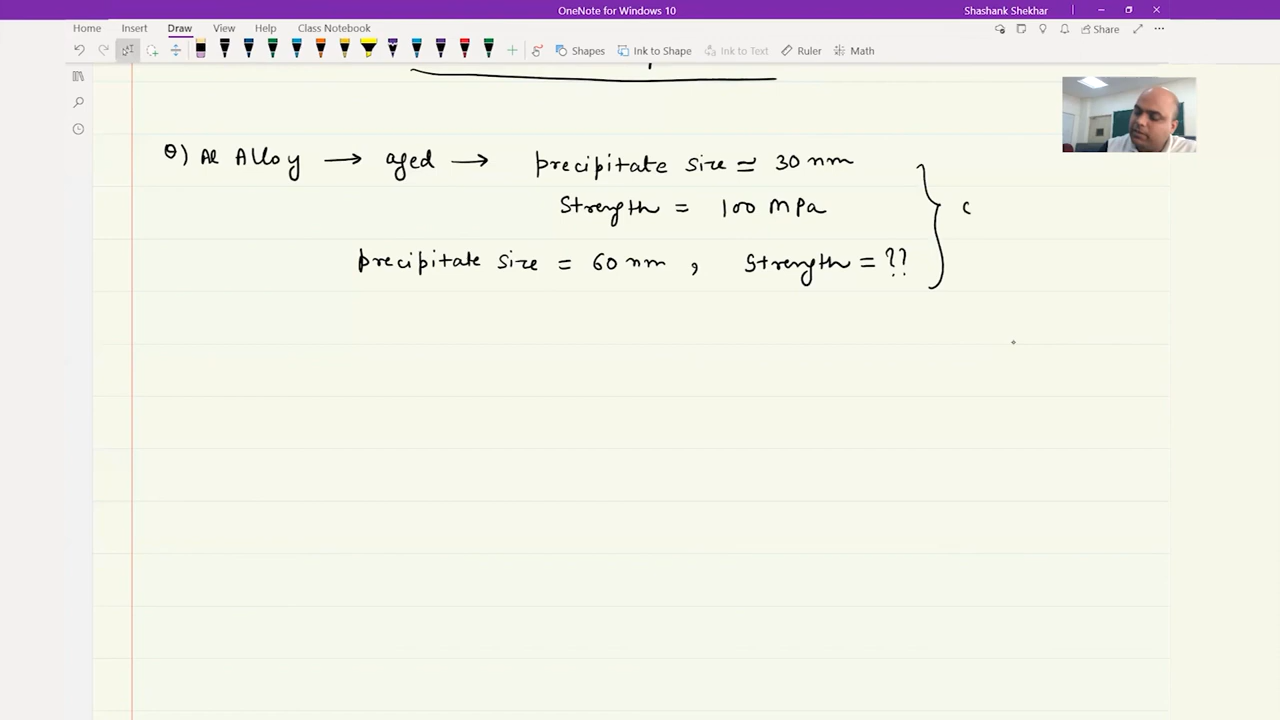 OneNote for Windows 10
Shashank Shekhar
Home Insert Draw View Help Class Notebook
Share
Shapes Ink to Shape Ink to Text Ruler Math
Q) Al Alloy → aged → precipitate size ≃ 30 nm
Strength = 100 MPa
precipitate size = 60 nm , Strength = ??